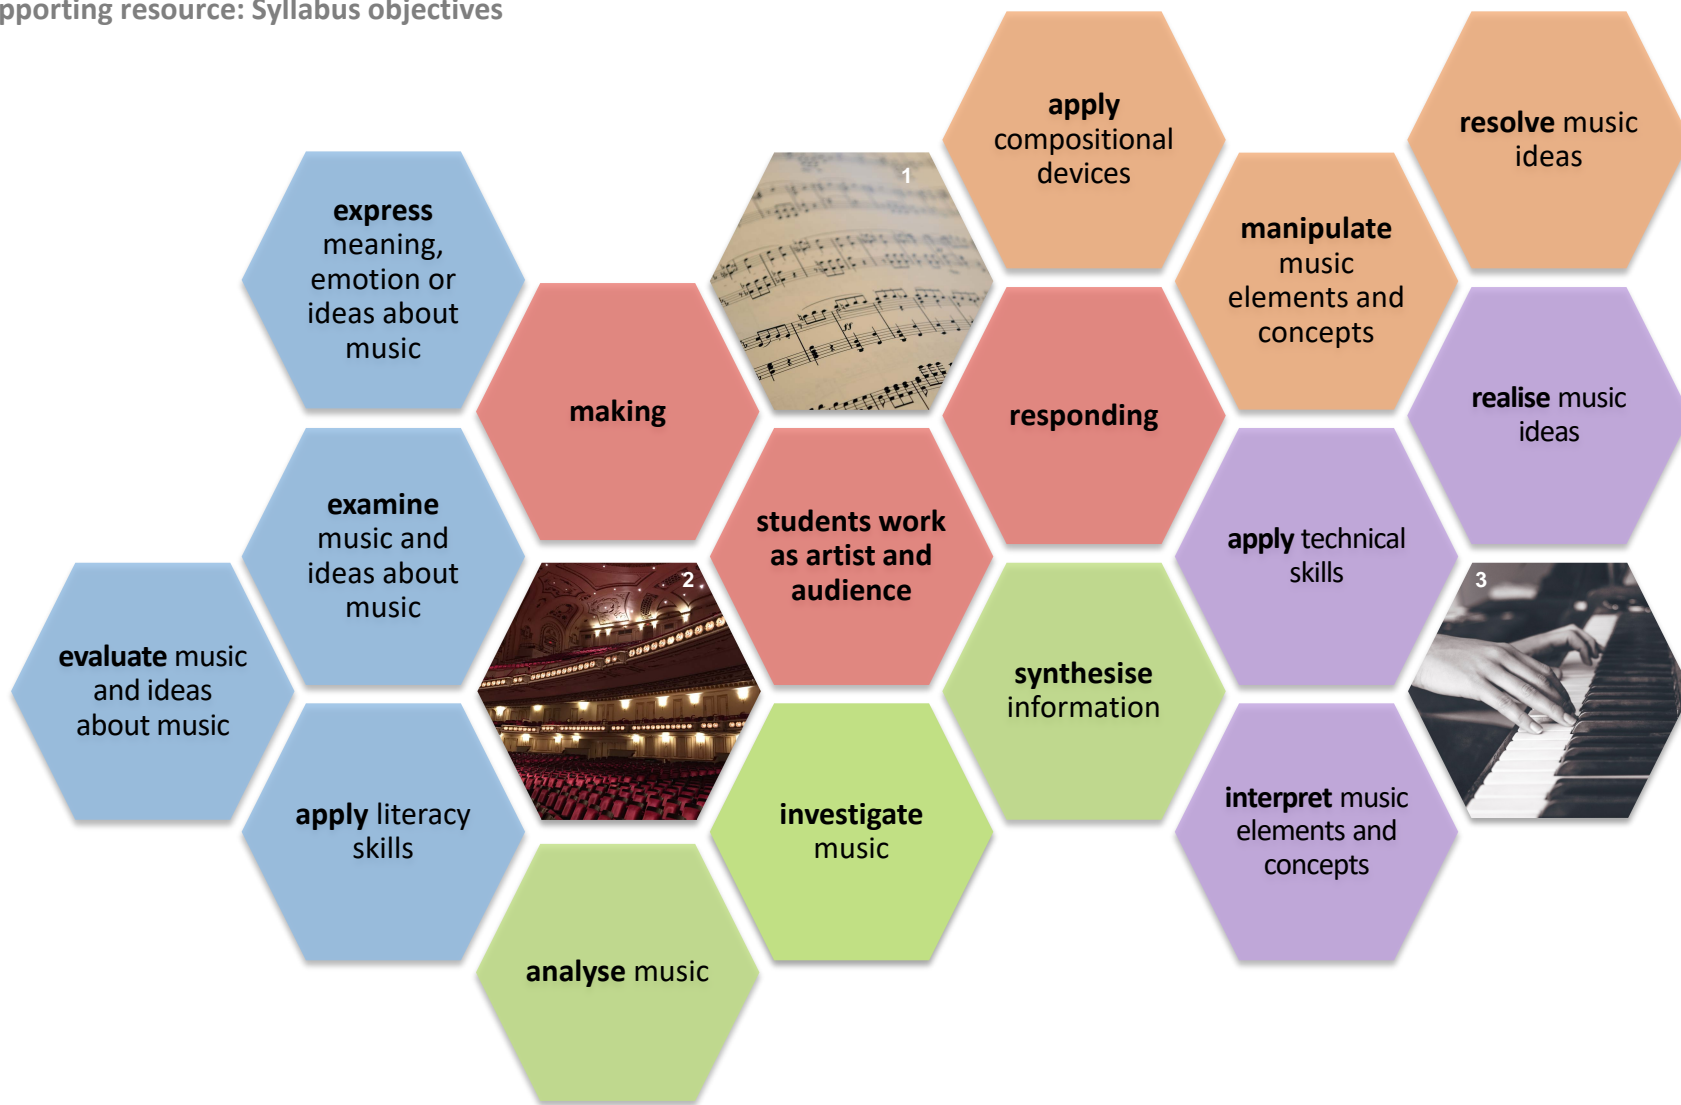 pporting resource: Syllabus objectives
apply
compositional
devices
resolve music
ideas
1
express
meaning,
emotion or
ideas about
music
manipulate
music
elements and
concepts
making
responding
realise music
ideas
examine
music and
ideas about
music
students work
as artist and
audience
apply technical
skills
2
3
evaluate music
and ideas
about music
synthesise
information
apply literacy
skills
investigate
music
interpret music
elements and
concepts
analyse music